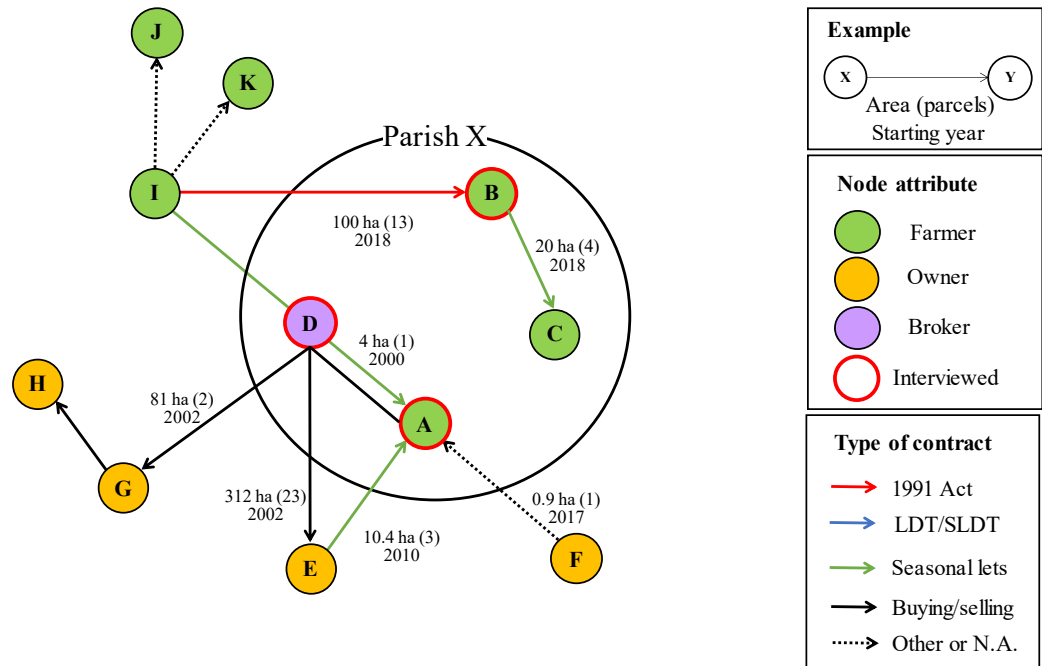 J
K
Parish X
I
B
100 ha (13)
2018
20 ha (4)
2018
D
C
4 ha (1)
2000
H
81 ha (2)
2002
A
G
312 ha (23)
2002
0.9 ha (1)
2017
10.4 ha (3)
2010
E
F
Example
X
Y
Area (parcels)
Starting year
Node attribute
Farmer
Owner
Broker
Interviewed
Type of contract
1991 Act
LDT/SLDT
Seasonal lets
Buying/selling
Other or N.A.